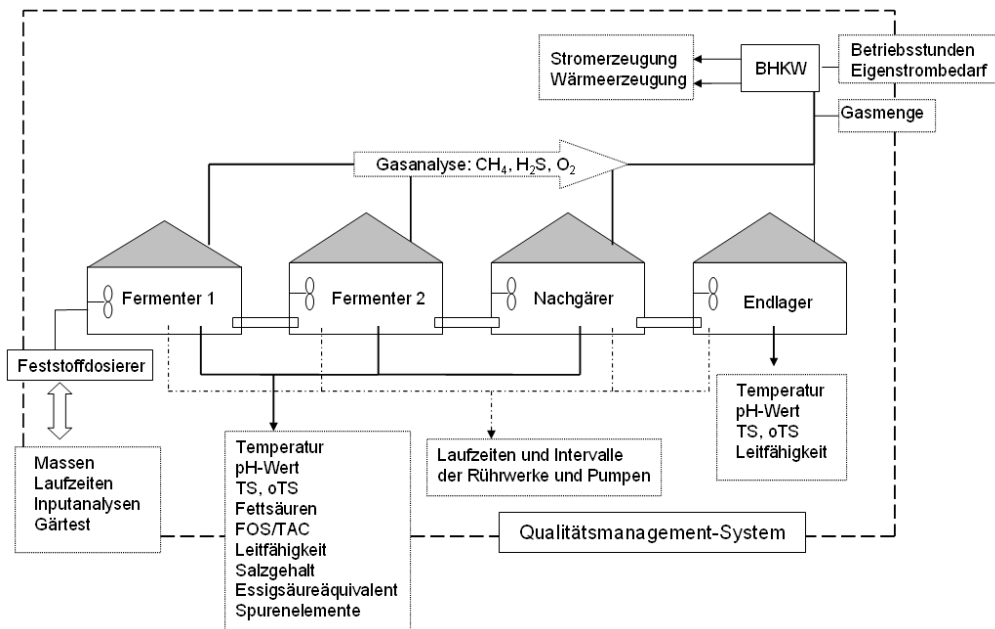 Stromerzeugung
Wärmeerzeugung
BHKW
Betriebsstunden
Eigenstrombedarf
Gasmenge
Gasanalyse: CH₄, H₂S, O₂
Fermenter 1
Fermenter 2
Nachgärer
Endlager
Feststoffdosierer
Massen
Laufzeiten
Inputanalysen
Gärtest
Temperatur
pH-Wert
TS, oTS
Fettsäuren
FOS/TAC
Leitfähigkeit
Salzgehalt
Essigsäureäquivalent
Spurenelemente
Laufzeiten und Intervalle
der Rührwerke und Pumpen
Temperatur
pH-Wert
TS, oTS
Leitfähigkeit
Qualitätsmanagement-System